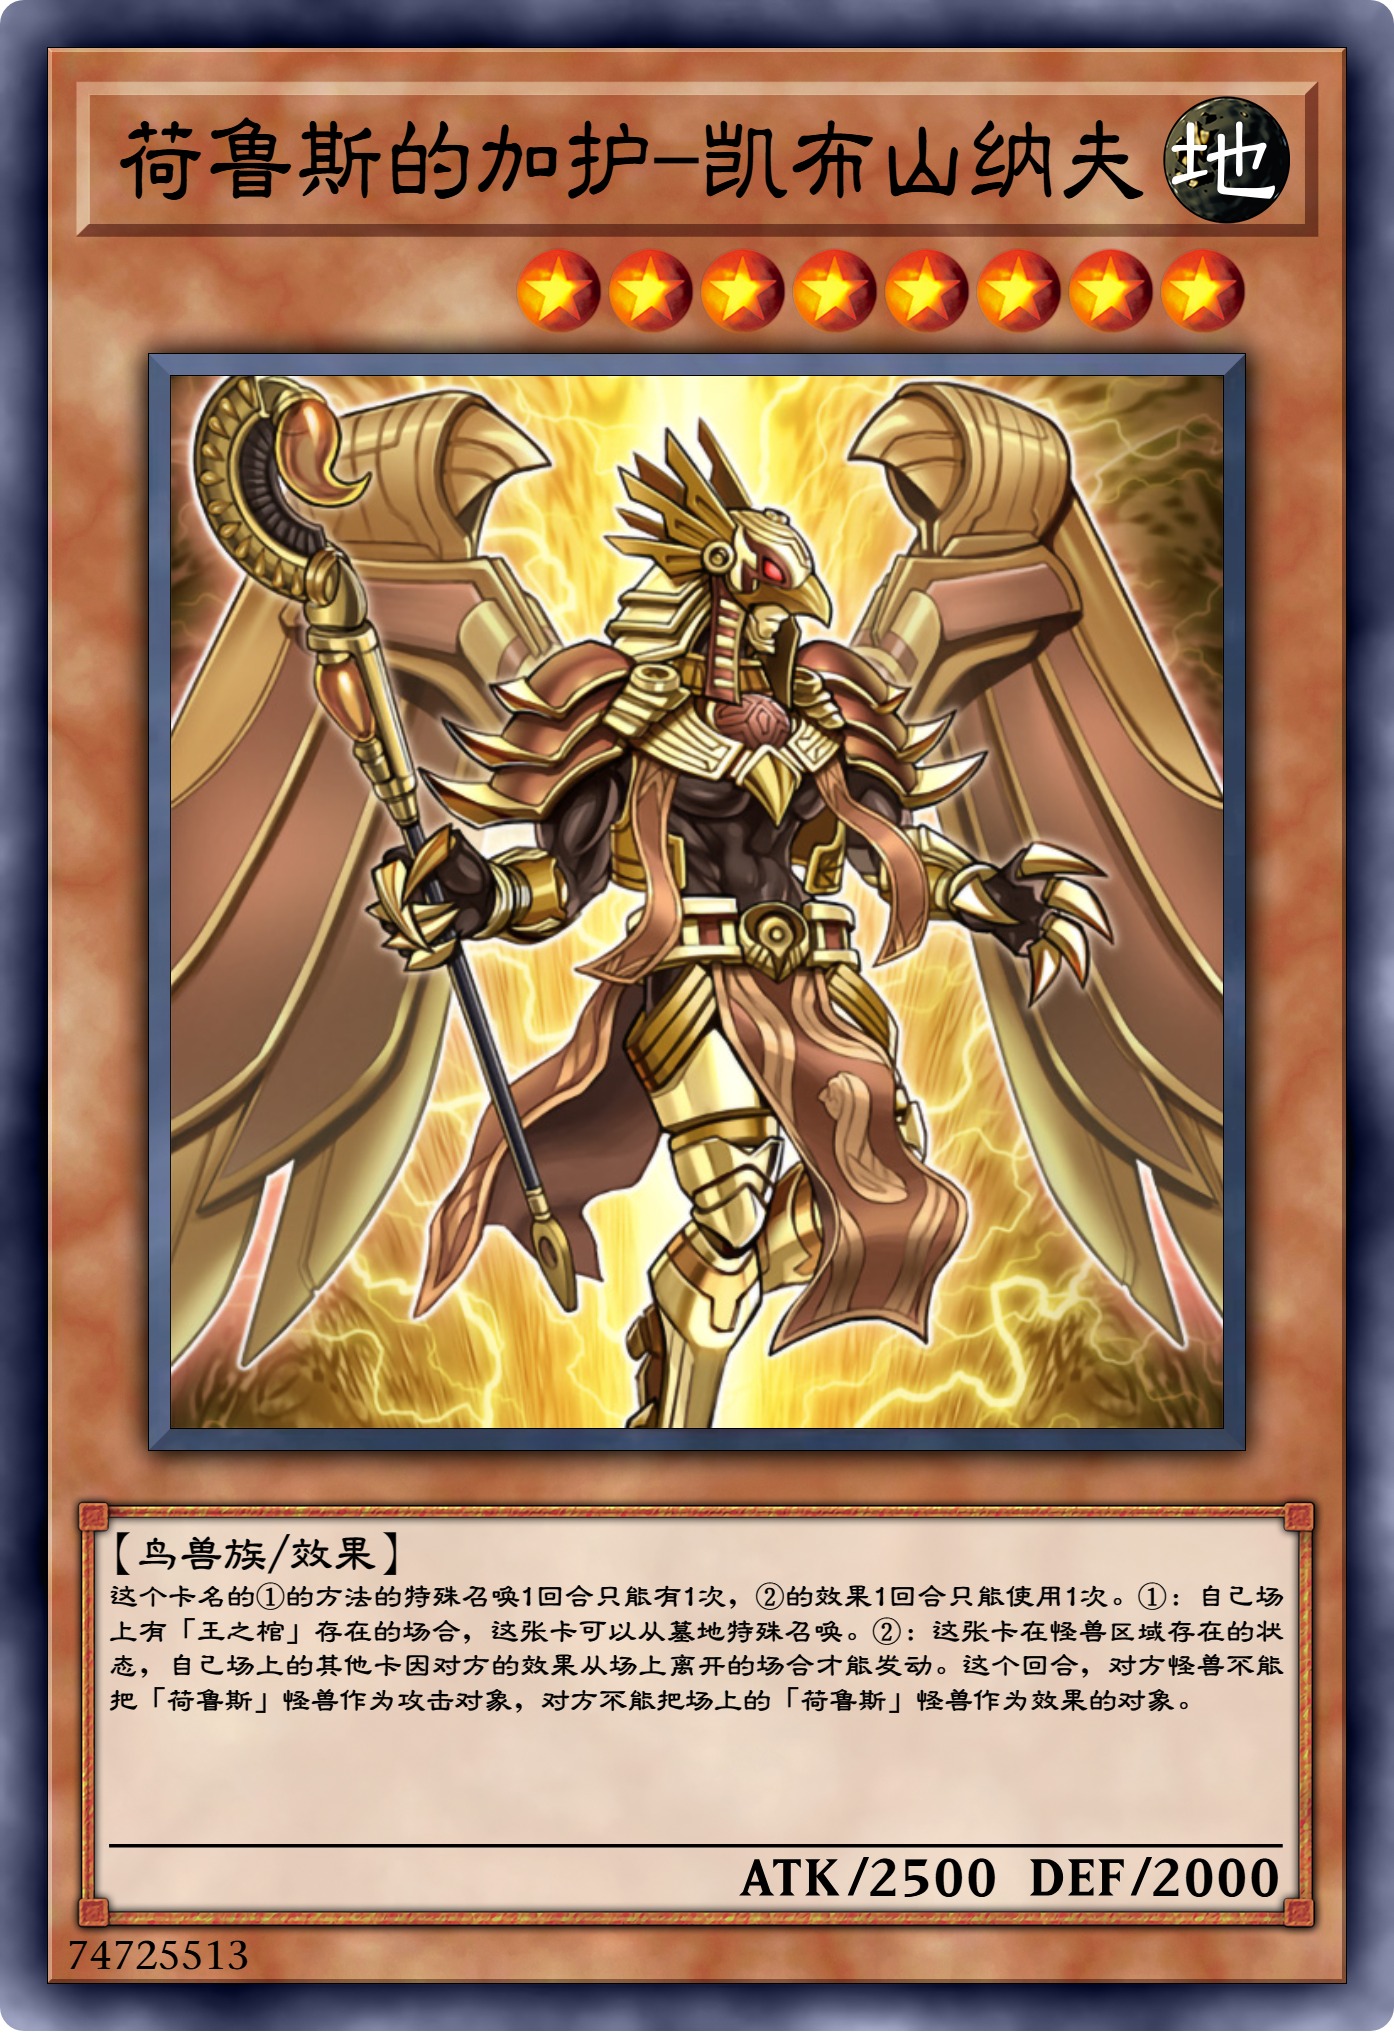 荷鲁斯的加护-凯布山纳夫
地
【鸟兽族/效果】
这个卡名的①的方法的特殊召唤1回合只能有1次，②的效果1回合只能使用1次。①：自己场
上有「王之棺」存在的场合，这张卡可以从墓地特殊召唤。②：这张卡在怪兽区域存在的状
态，自己场上的其他卡因对方的效果从场上离开的场合才能发动。这个回合，对方怪兽不能
把「荷鲁斯」怪兽作为攻击对象，对方不能把场上的「荷鲁斯」怪兽作为效果的对象。
ATK/2500 DEF/2000
74725513